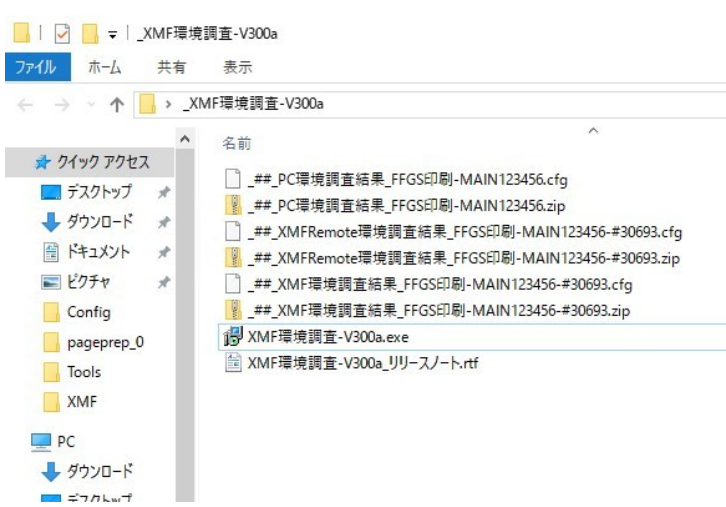 _XMF環境調査-V300a
ファイル ホーム 共有 表示
_XMF環境調査-V300a
名前
クイック アクセス
デスクトップ
ダウンロード
ドキュメント
ピクチャ
Config
pageprep_0
Tools
XMF
PC
ダウンロード
デスクトップ
_##_PC環境調査結果_FFGS印刷-MAIN123456.cfg
_##_PC環境調査結果_FFGS印刷-MAIN123456.zip
_##_XMFRemote環境調査結果_FFGS印刷-MAIN123456-#30693.cfg
_##_XMFRemote環境調査結果_FFGS印刷-MAIN123456-#30693.zip
_##_XMF環境調査結果_FFGS印刷-MAIN123456-#30693.cfg
_##_XMF環境調査結果_FFGS印刷-MAIN123456-#30693.zip
XMF環境調査-V300a.exe
XMF環境調査-V300a_リリースノート.rtf